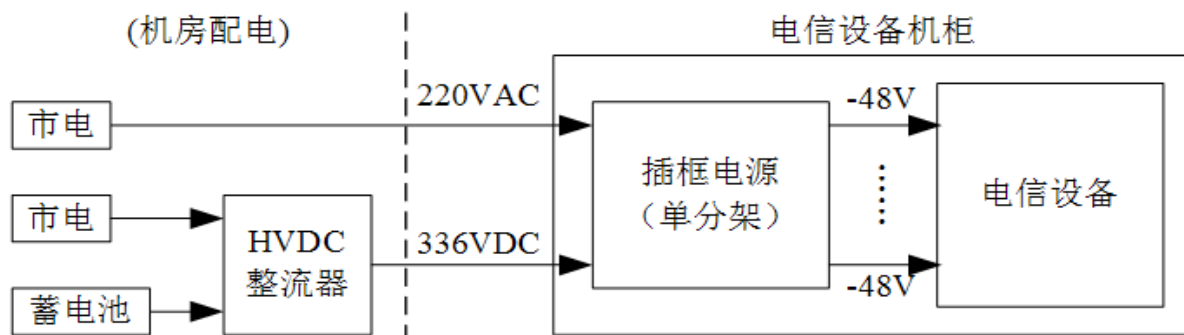 (机房配电)
电信设备机柜
220VAC
-48V
市电
插框电源
(单分架)
电信设备
市电
HVDC
整流器
336VDC
-48V
蓄电池